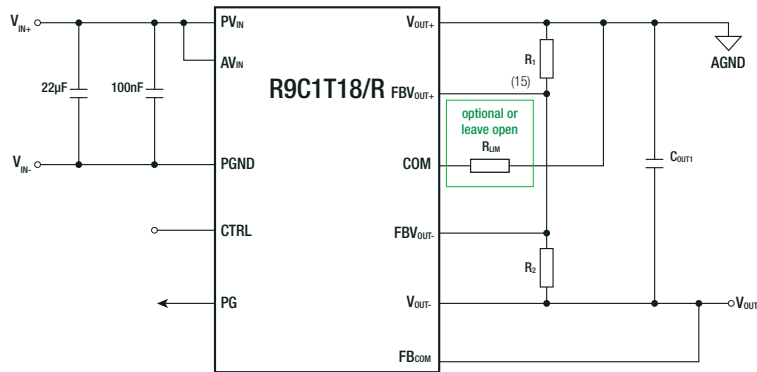 VIN+
PVIN
VOUT+
AVIN
R1
AGND
22µF
100nF
R9C1T18/R
FBVOUT+
(15)
optional or
leave open
RLIM
VIN-
PGND
COM
COUT1
CTRL
FBVOUT-
R2
PG
VOUT-
VOUT
FBCOM